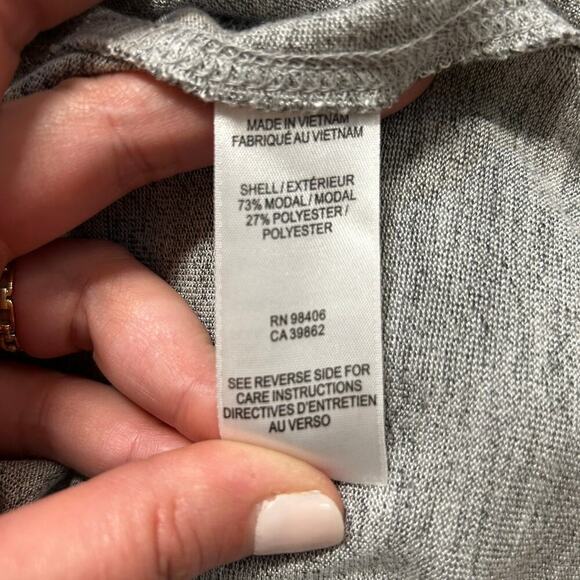 MADE IN VIETNAM
FABRIQUÉ AU VIETNAM
SHELL/EXTÉRIEUR
73% MODAL/MODAL
27% POLYESTER/
POLYESTER
RN 98406
CA 39862
SEE REVERSE SIDE FOR
CARE INSTRUCTIONS
DIRECTIVES D'ENTRETIEN
AU VERSO